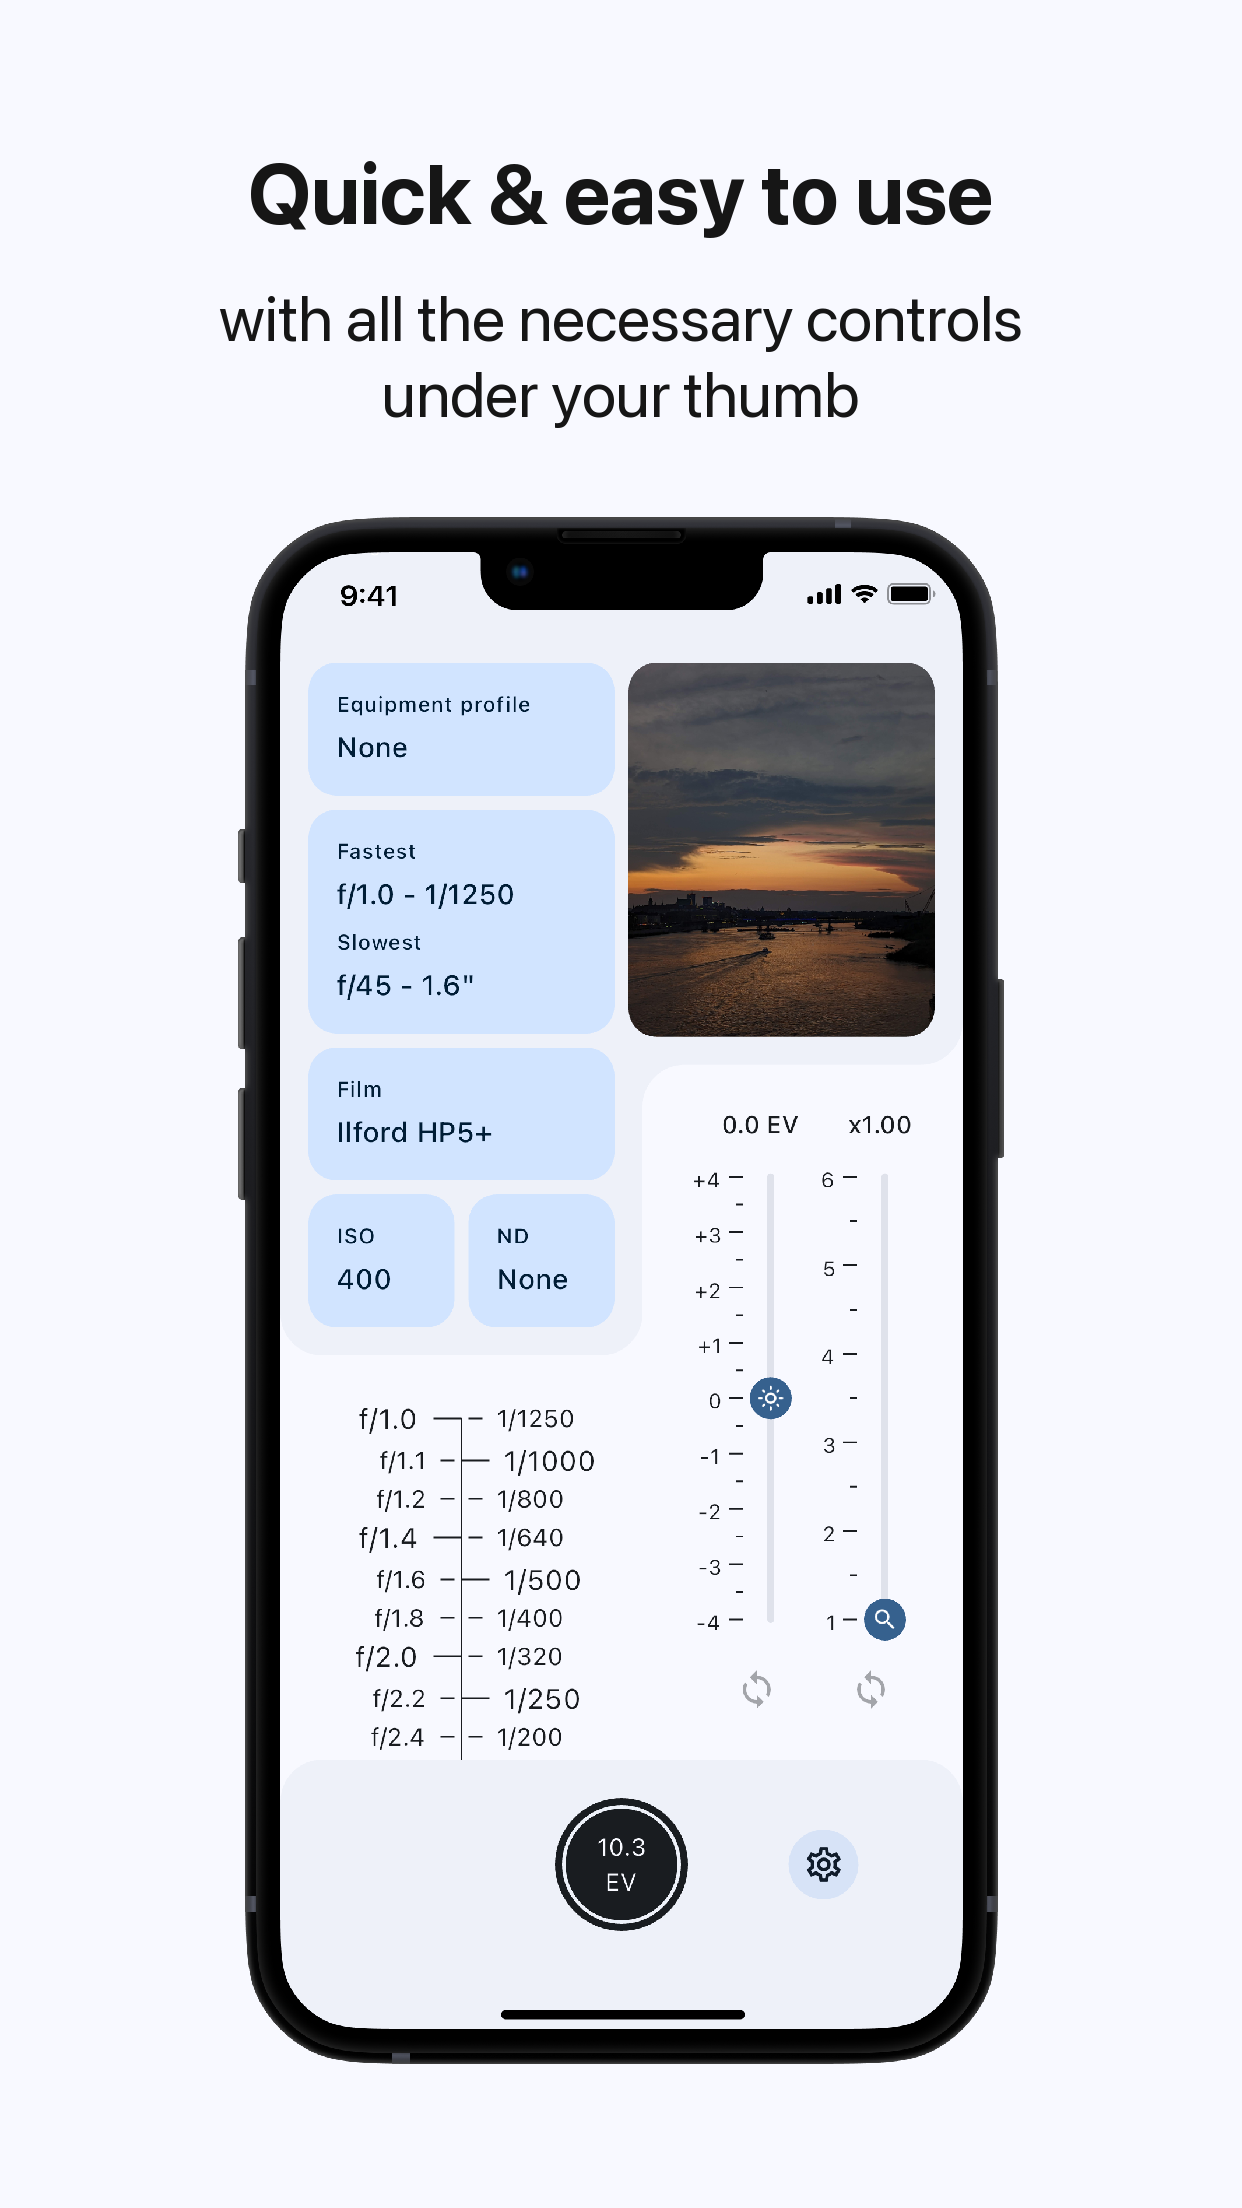 Quick & easy to use
with all the necessary controls
under your thumb
9:41
Equipment profile
None
Fastest
f/1.0 - 1/1250
Slowest
f/45 - 1.6"
Film
Ilford HP5+
ISO
400
ND
None
0.0 EV
x1.00
+4
+3
+2
+1
0
-1
-2
-3
-4
6
5
4
3
2
1
f/1.0 1/1250
f/1.1 1/1000
f/1.2 1/800
f/1.4 1/640
f/1.6 1/500
f/1.8 1/400
f/2.0 1/320
f/2.2 1/250
f/2.4 1/200
10.3
EV